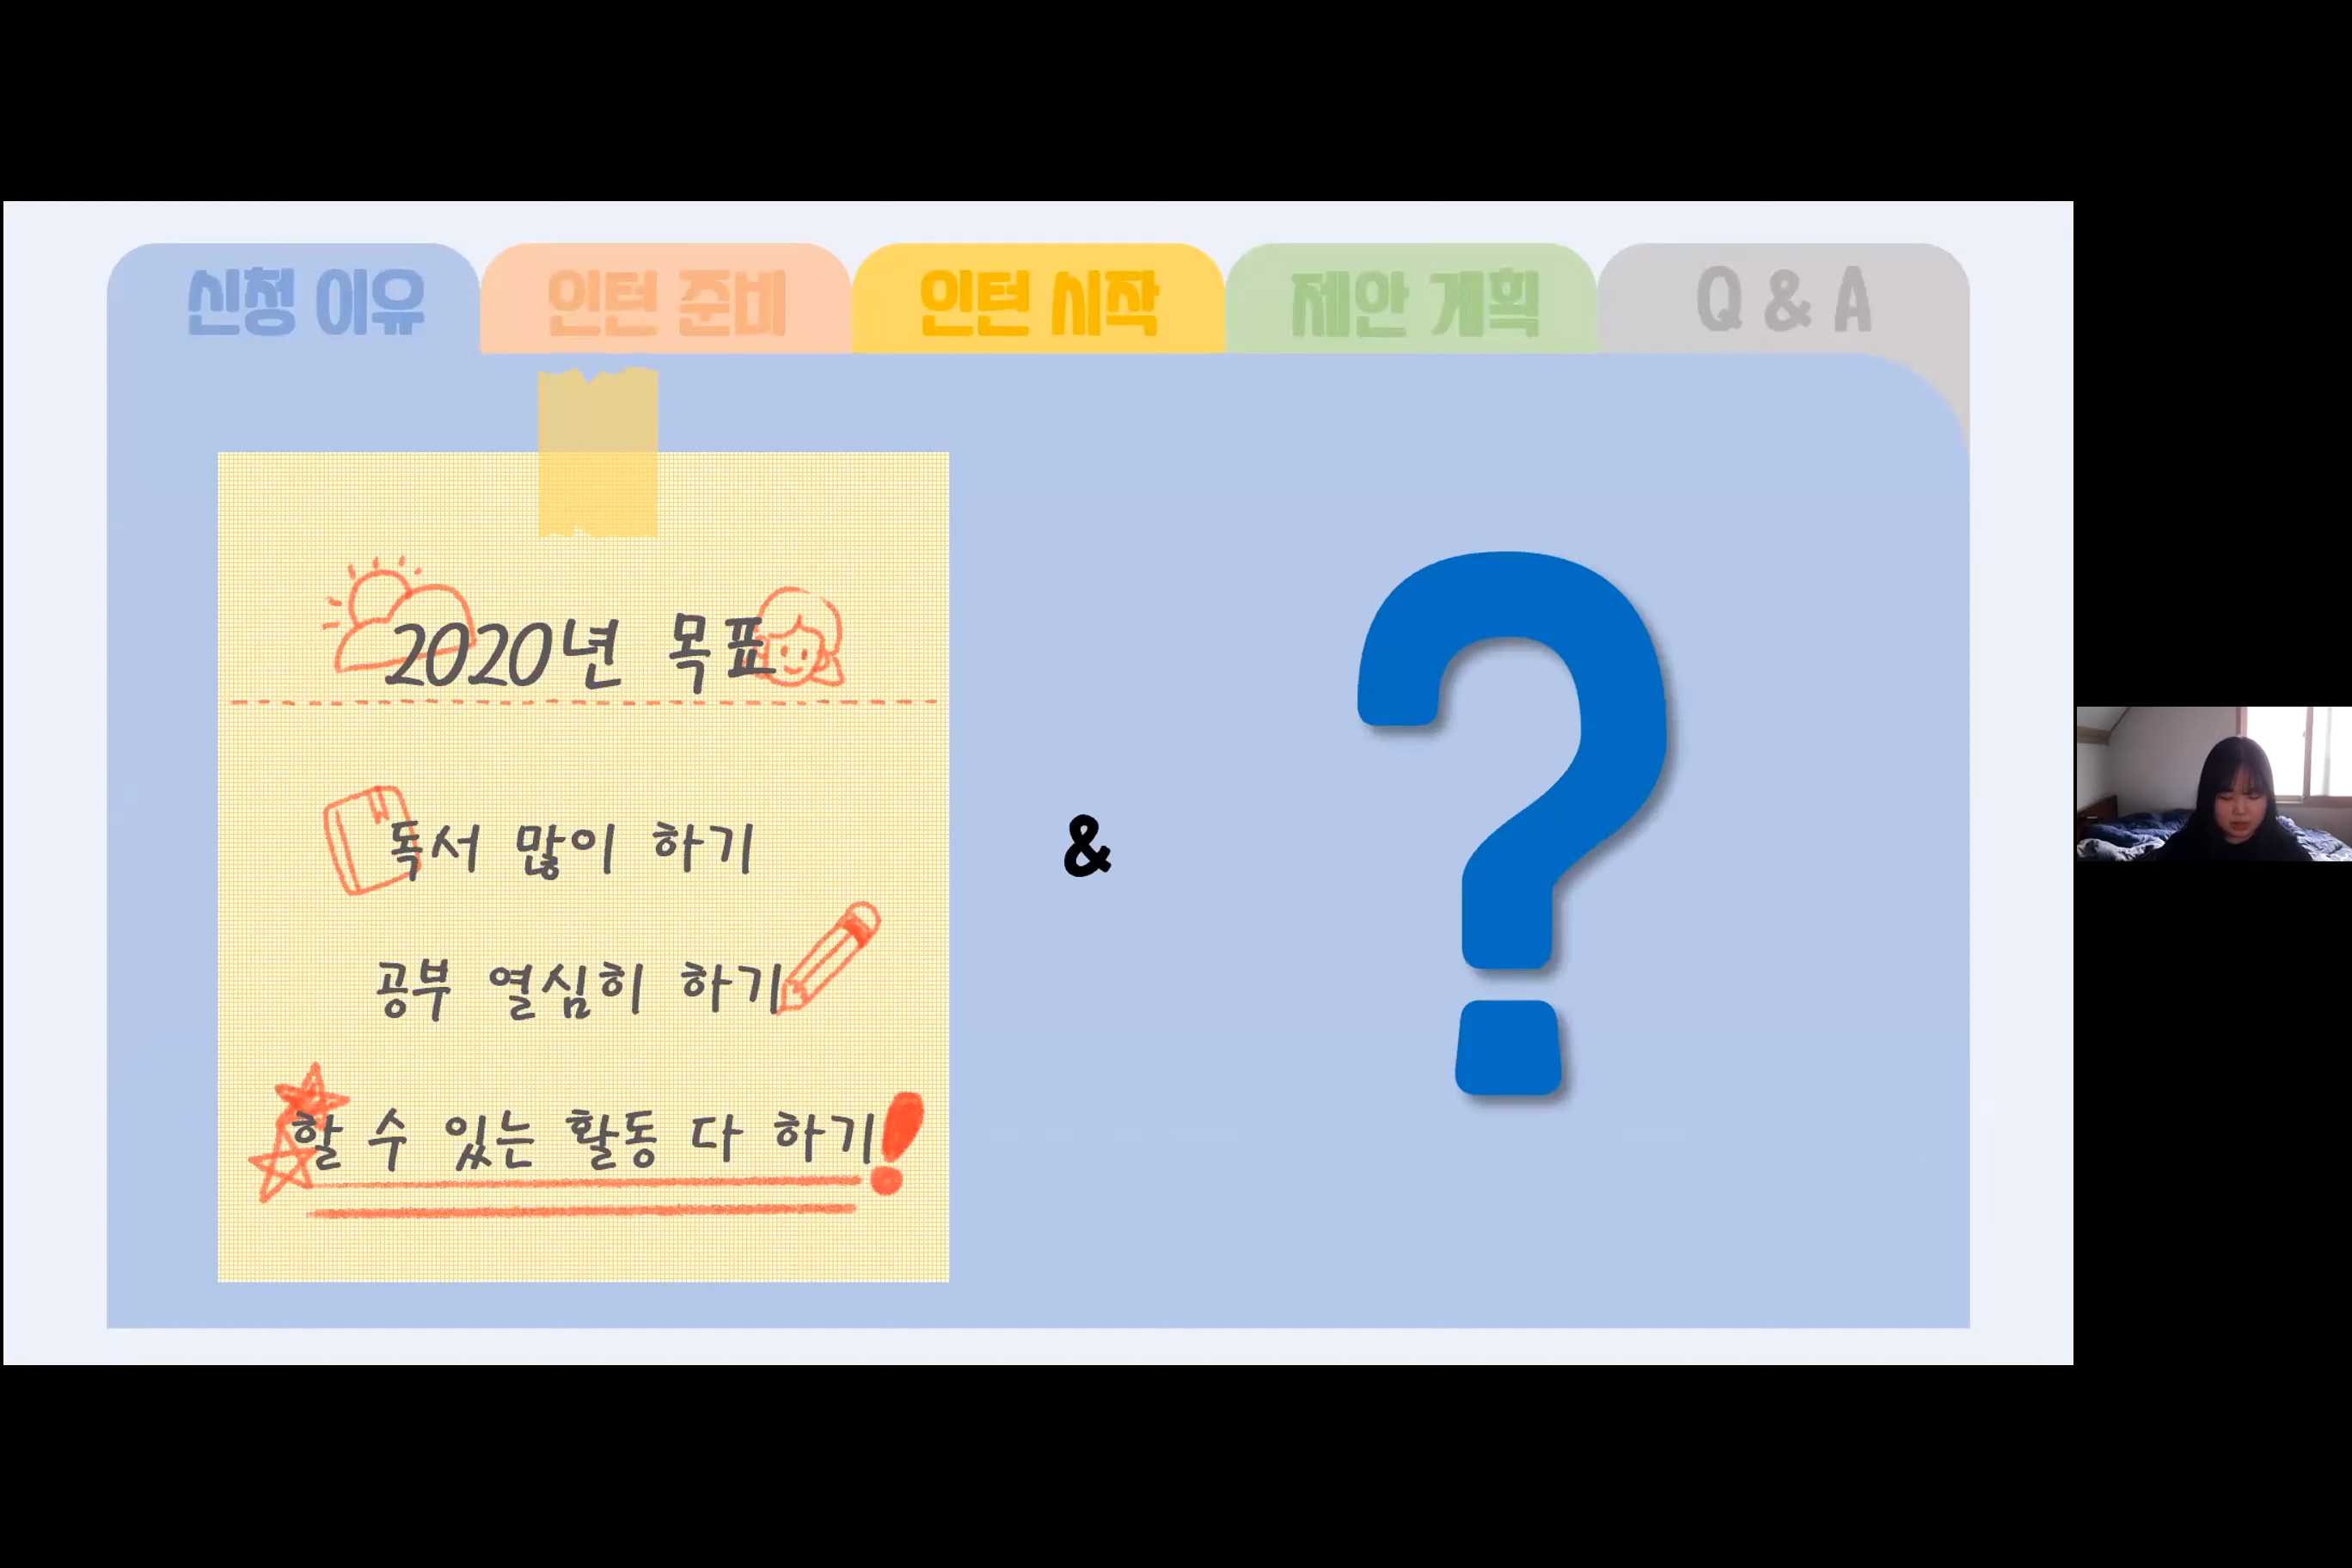 신청 이유
인턴 준비
인턴 시작
제안 계획
Q & A
2020년 목표
독서 많이 하기
공부 열심히 하기
할 수 있는 활동 다 하기!
&
?